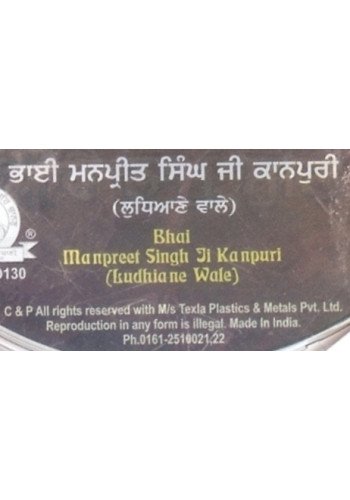 ਭਾਈ ਮਨਪ੍ਰੀਤ ਸਿੰਘ ਜੀ ਕਾਨਪੁਰੀ
(ਲੁਧਿਆਣੇ ਵਾਲੇ)
®
Bhai
Manpreet Singh Ji Kanpuri
(Ludhiane Wale)
0130
C & P All rights reserved with M/s Texla Plastics & Metals Pvt. Ltd.
Reproduction in any form is illegal. Made In India.
Ph.0161-2510021,22